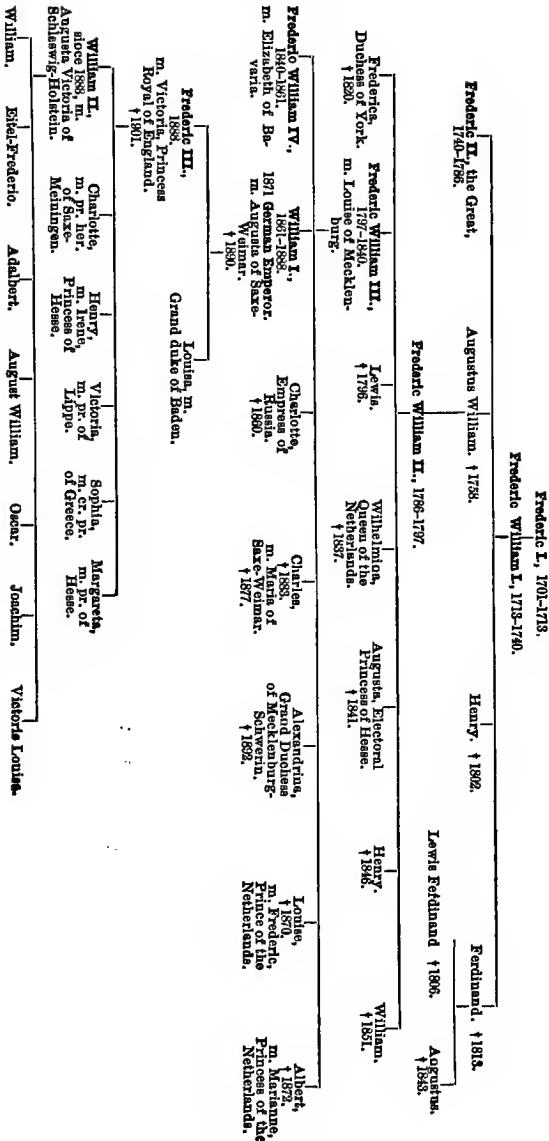 Frederic I., 1701–1713.
Frederic William I., 1713–1740.
Frederic II., the Great,
1740–1786.
Augustus William. † 1758.
Henry. † 1802.
Ferdinand. † 1813.
Frederic William II., 1786–1797.
Lewis Ferdinand † 1806.
Augustus.
† 1843.
Frederica,
Duchess of York.
† 1820.
Frederic William III.,
1797–1840.
m. Louise of Mecklen-
burg.
Lewis.
† 1796.
Wilhelmina,
Queen of the
Netherlands.
† 1837.
Augusta, Electoral
Princess of Hesse.
† 1841.
Henry.
† 1846.
William.
† 1851.
Frederic William IV.,
1840–1861.
m. Elizabeth of Ba-
varia.
William I.,
1861–1888.
1871 German Emperor.
m. Augusta of Saxe-
Weimar.
† 1890.
Charlotte,
Empress of
Russia.
† 1860.
Charles,
† 1883.
m. Maria of
Saxe-Weimar.
† 1877.
Alexandrina,
Grand Duchess
of Mecklenburg-
Schwerin.
† 1892.
Louise,
† 1870.
m. Frederic,
Prince of the
Netherlands.
Albert,
† 1872.
m. Marianne,
Princess of the
Netherlands.
Frederic III.,
1888.
m. Victoria, Princess
Royal of England.
† 1901.
Louisa, m.
Grand duke of Baden.
William II.,
since 1888, m.
Augusta Victoria of
Schleswig-Holstein.
Charlotte,
m. pr. her.
of Saxe-
Meiningen.
Henry,
m. Irene,
Princess of
Hesse.
Victoria,
m. pr. of
Lippe.
Sophia,
m. cr. pr.
of Greece.
Margareta,
m. pr. of
Hesse.
William.
Eitel-Frederic.
Adalbert.
August William.
Oscar.
Joachim.
Victoria Louisa.